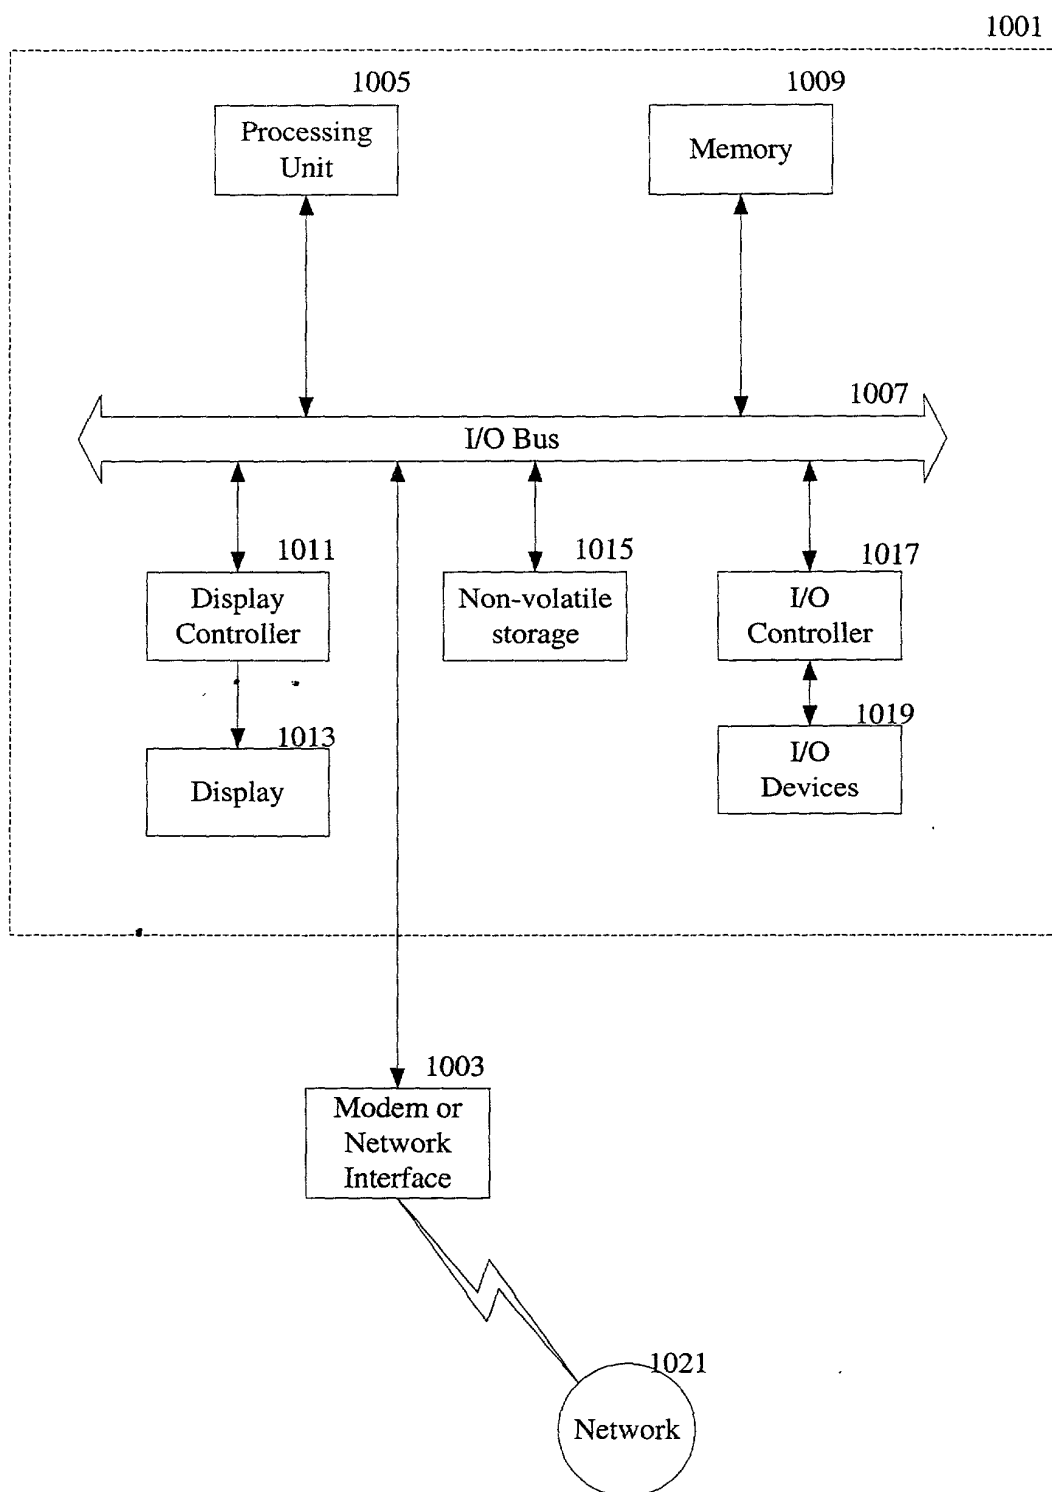 1001
1005
Processing
Unit
1009
Memory
1007
I/O Bus
1011
Display
Controller
1015
Non-volatile
storage
1017
I/O
Controller
1013
Display
1019
I/O
Devices
1003
Modem or
Network
Interface
1021
Network